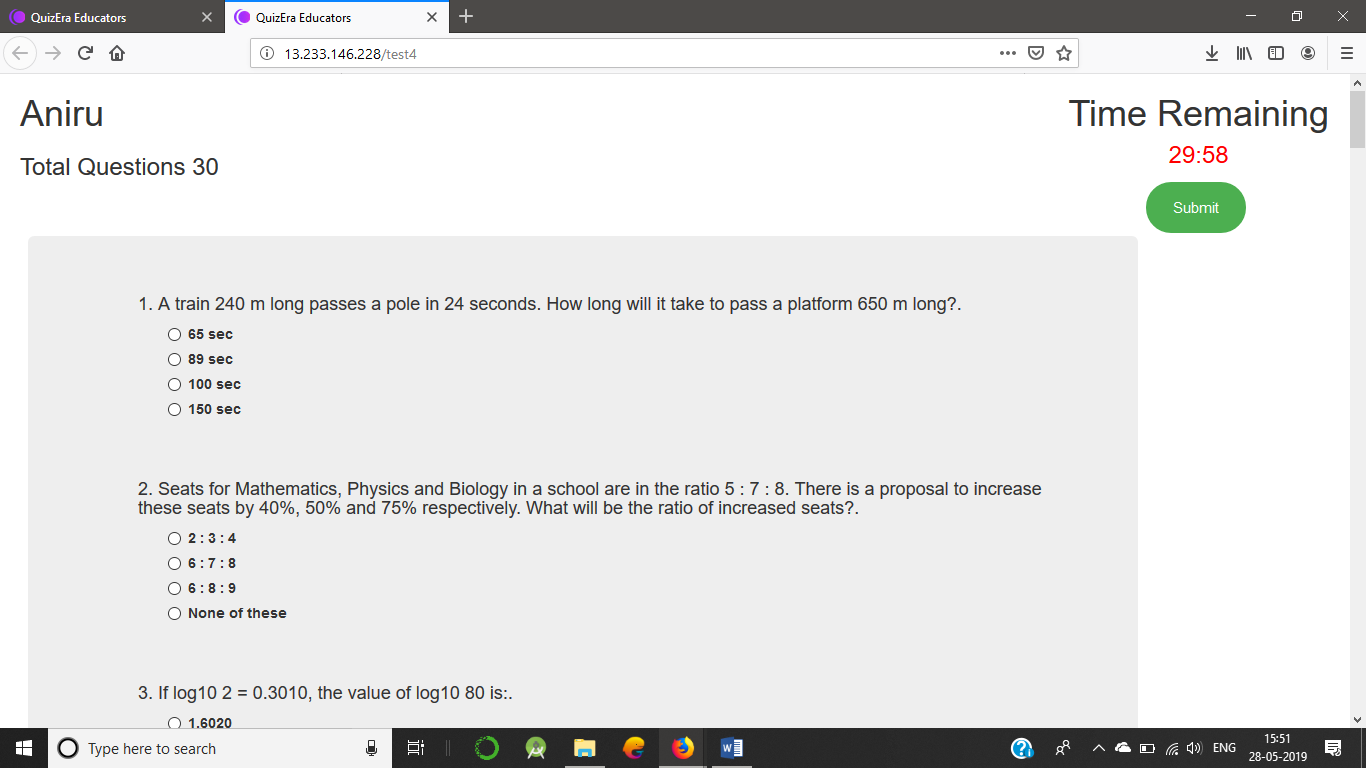 QuizEra Educators
QuizEra Educators
13.233.146.228/test4
Aniru
Time Remaining
Total Questions 30
29:58
Submit
1. A train 240 m long passes a pole in 24 seconds. How long will it take to pass a platform 650 m long?.
65 sec
89 sec
100 sec
150 sec
2. Seats for Mathematics, Physics and Biology in a school are in the ratio 5 : 7 : 8. There is a proposal to increase
these seats by 40%, 50% and 75% respectively. What will be the ratio of increased seats?.
2 : 3 : 4
6 : 7 : 8
6 : 8 : 9
None of these
3. If log10 2 = 0.3010, the value of log10 80 is:.
1.6020
Type here to search
W
ENG
15:51
28-05-2019